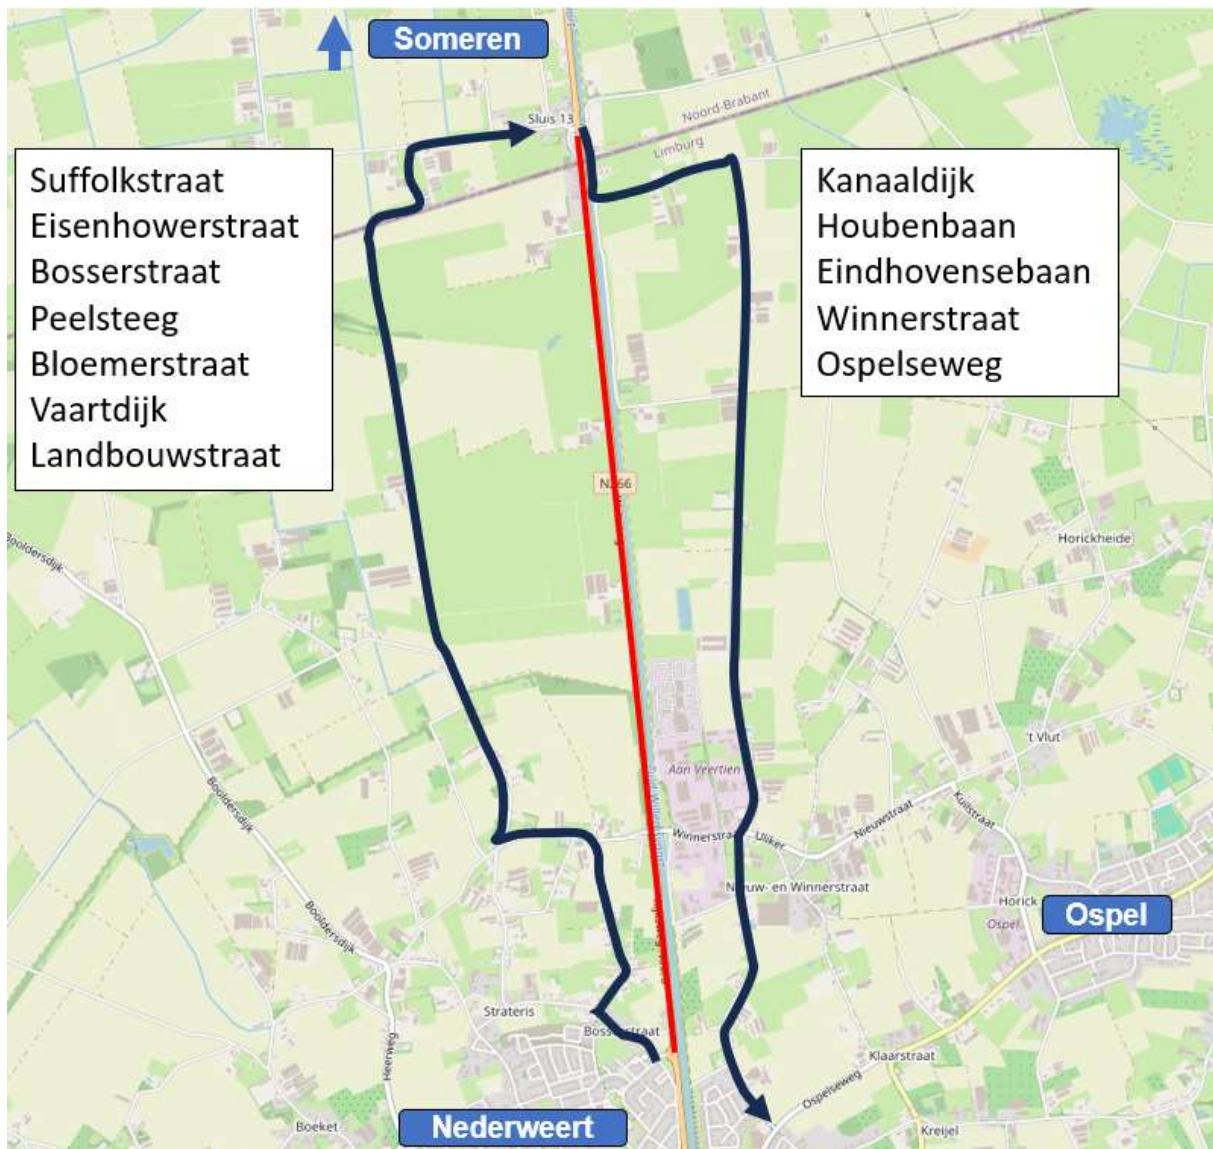 Someren
Noord-Brabant
Sluis 13
Limburg
Suffolkstraat
Eisenhowerstraat
Bosserstraat
Peelsteeg
Bloemerstraat
Vaartdijk
Landbouwstraat
Kanaaldijk
Houbenbaan
Eindhovensebaan
Winnerstraat
Ospelseweg
Booldersdijk
Horickheide
't Vlut
Aan Veertien
Booldersdijk
Kuilstraat
Nieuwstraat
Winnerstraat
Uliker
Nieuw- en Winnerstraat
Horick
Ospel
Ospel
Booldersdijk
Strateris
Bosserstraat
Heerweg
Klaarstraat
Ospelseweg
Boeket
Nederweert
Kreijel